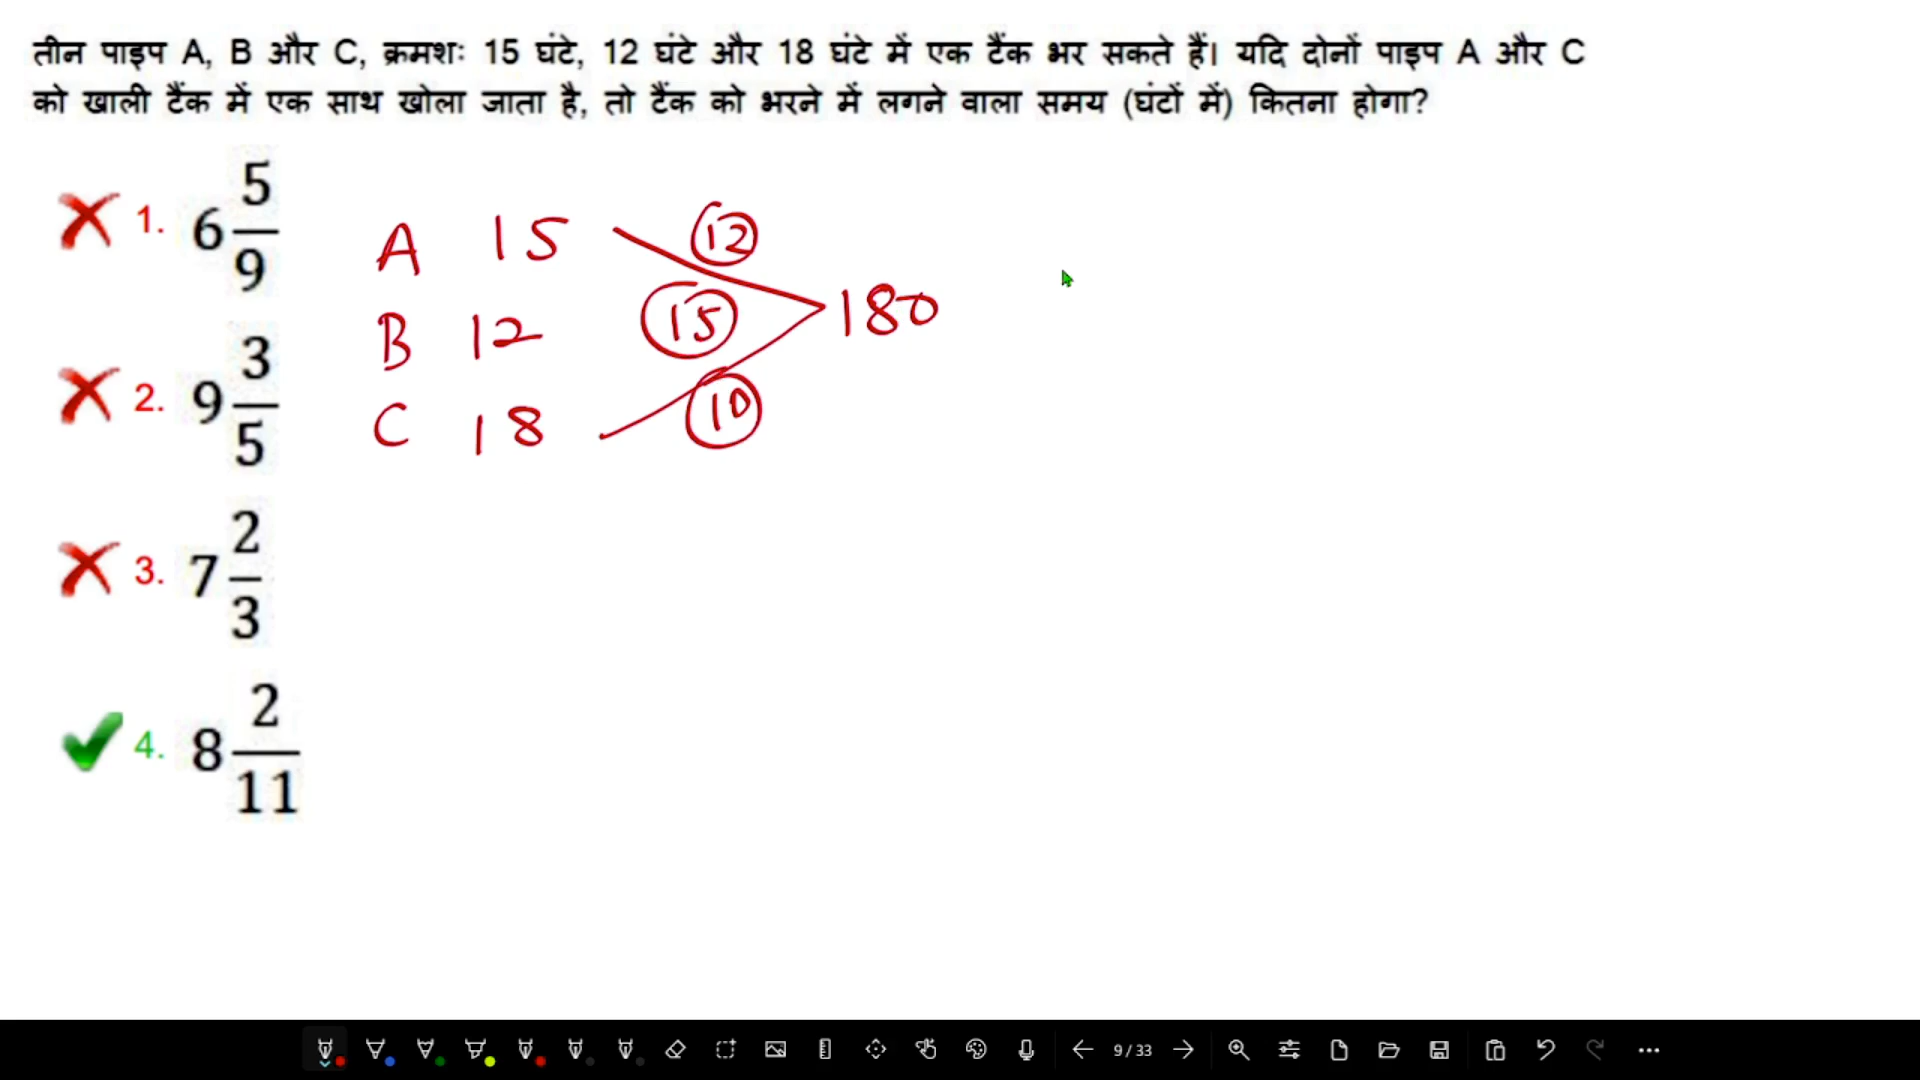 तीन पाइप A, B और C, क्रमशः 15 घंटे, 12 घंटे और 18 घंटे में एक टैंक भर सकते हैं। यदि दोनों पाइप A और C
को खाली टैंक में एक साथ खोला जाता है, तो टैंक को भरने में लगने वाला समय (घंटों में) कितना होगा?
1. 6 5/9
2. 9 3/5
3. 7 2/3
4. 8 2/11
A 15 12
B 12 15 180
C 18 10
9 / 33